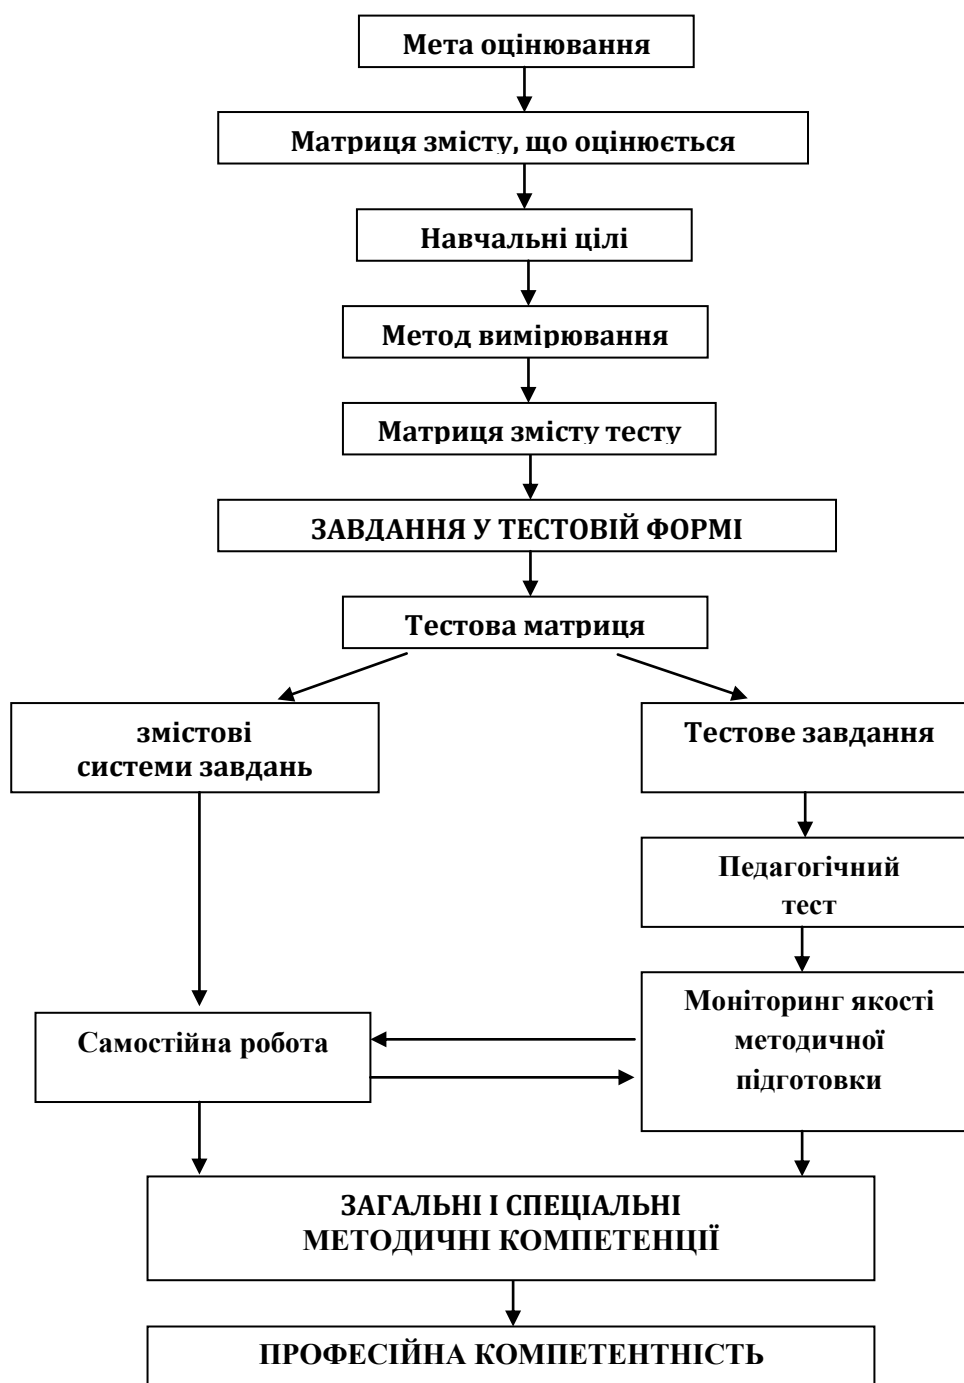 Мета оцінювання
Матриця змісту, що оцінюється
Навчальні цілі
Метод вимірювання
Матриця змісту тесту
ЗАВДАННЯ У ТЕСТОВІЙ ФОРМІ
Тестова матриця
змістові
системи завдань
Тестове завдання
Педагогічний
тест
Самостійна робота
Моніторинг якості
методичної
підготовки
ЗАГАЛЬНІ І СПЕЦІАЛЬНІ
МЕТОДИЧНІ КОМПЕТЕНЦІЇ
ПРОФЕСІЙНА КОМПЕТЕНТНІСТЬ